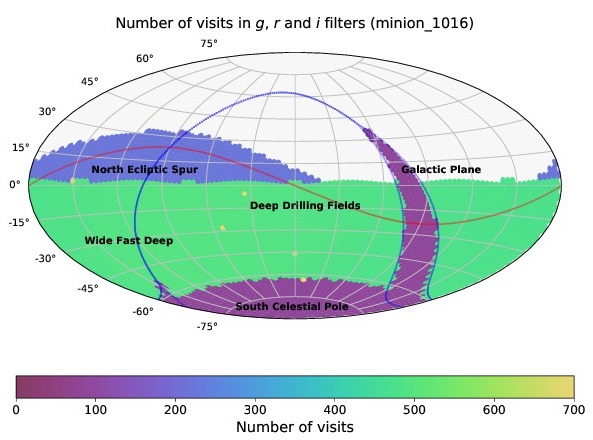 Number of visits in g, r and i filters (minion_1016)
75°
60°
45°
30°
15°
North Ecliptic Spur
Galactic Plane
0°
Deep Drilling Fields
-15°
Wide Fast Deep
-30°
-45°
South Celestial Pole
-60°
-75°
0 100 200 300 400 500 600 700
Number of visits